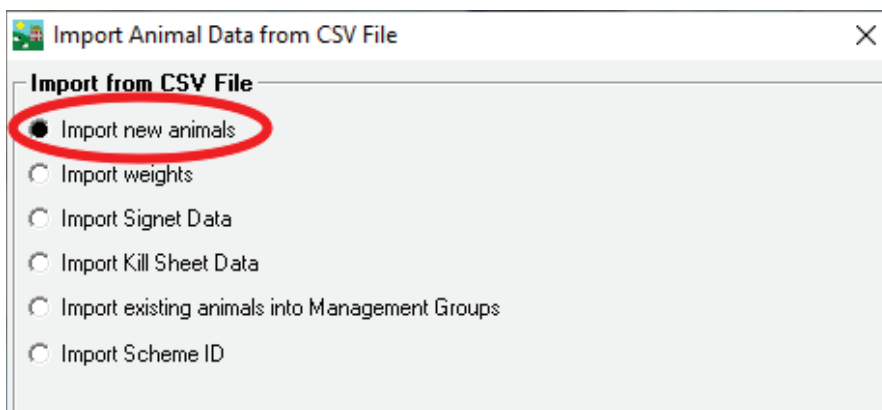 Import Animal Data from CSV File
Import from CSV File
Import new animals
Import weights
Import Signet Data
Import Kill Sheet Data
Import existing animals into Management Groups
Import Scheme ID